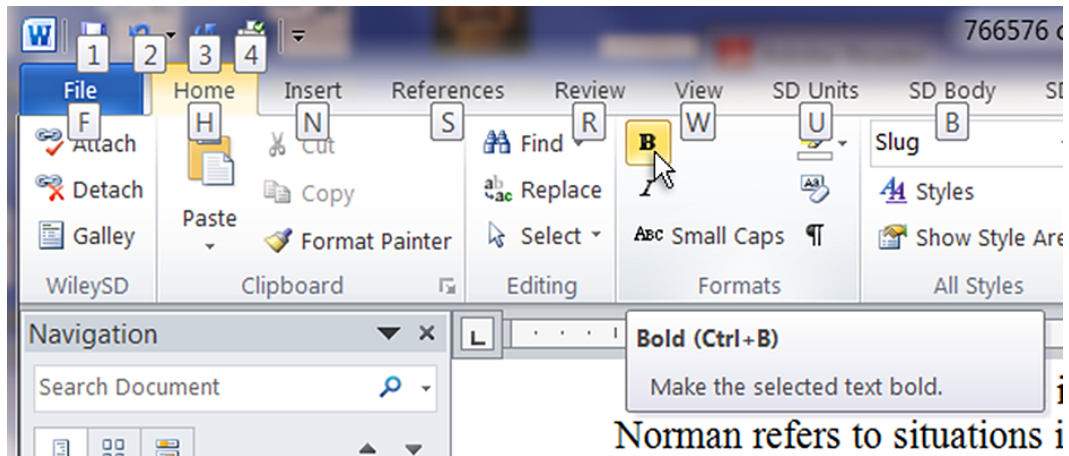 W
766576 c
1 2 3 4
File Home Insert References Review View SD Units SD Body SD
F H N S R W U B
Attach Cut Find B Slug
Detach Copy Replace I Styles
Paste
Galley Format Painter Select ABC Small Caps ¶ Show Style Are
WileySD Clipboard Editing Formats All Styles
Navigation
L
Bold (Ctrl+B)
Search Document
Make the selected text bold.
Norman refers to situations i